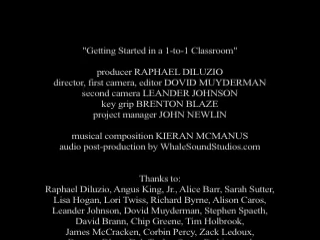 "Getting Started in a 1-to-1 Classroom"
producer RAPHAEL DILUZIO
director, first camera, editor DOVID MUYDERMAN
second camera LEANDER JOHNSON
key grip BRENTON BLAZE
project manager JOHN NEWLIN
musical composition KIERAN MCMANUS
audio post-production by WhaleSoundStudios.com
Thanks to:
Raphael Diluzio, Angus King, Jr., Alice Barr, Sarah Sutter,
Lisa Hogan, Lori Twiss, Richard Byrne, Alison Caros,
Leander Johnson, Dovid Muyderman, Stephen Spaeth,
David Brann, Chip Greene, Tim Holbrook,
James McCracken, Corbin Percy, Zack Ledoux,